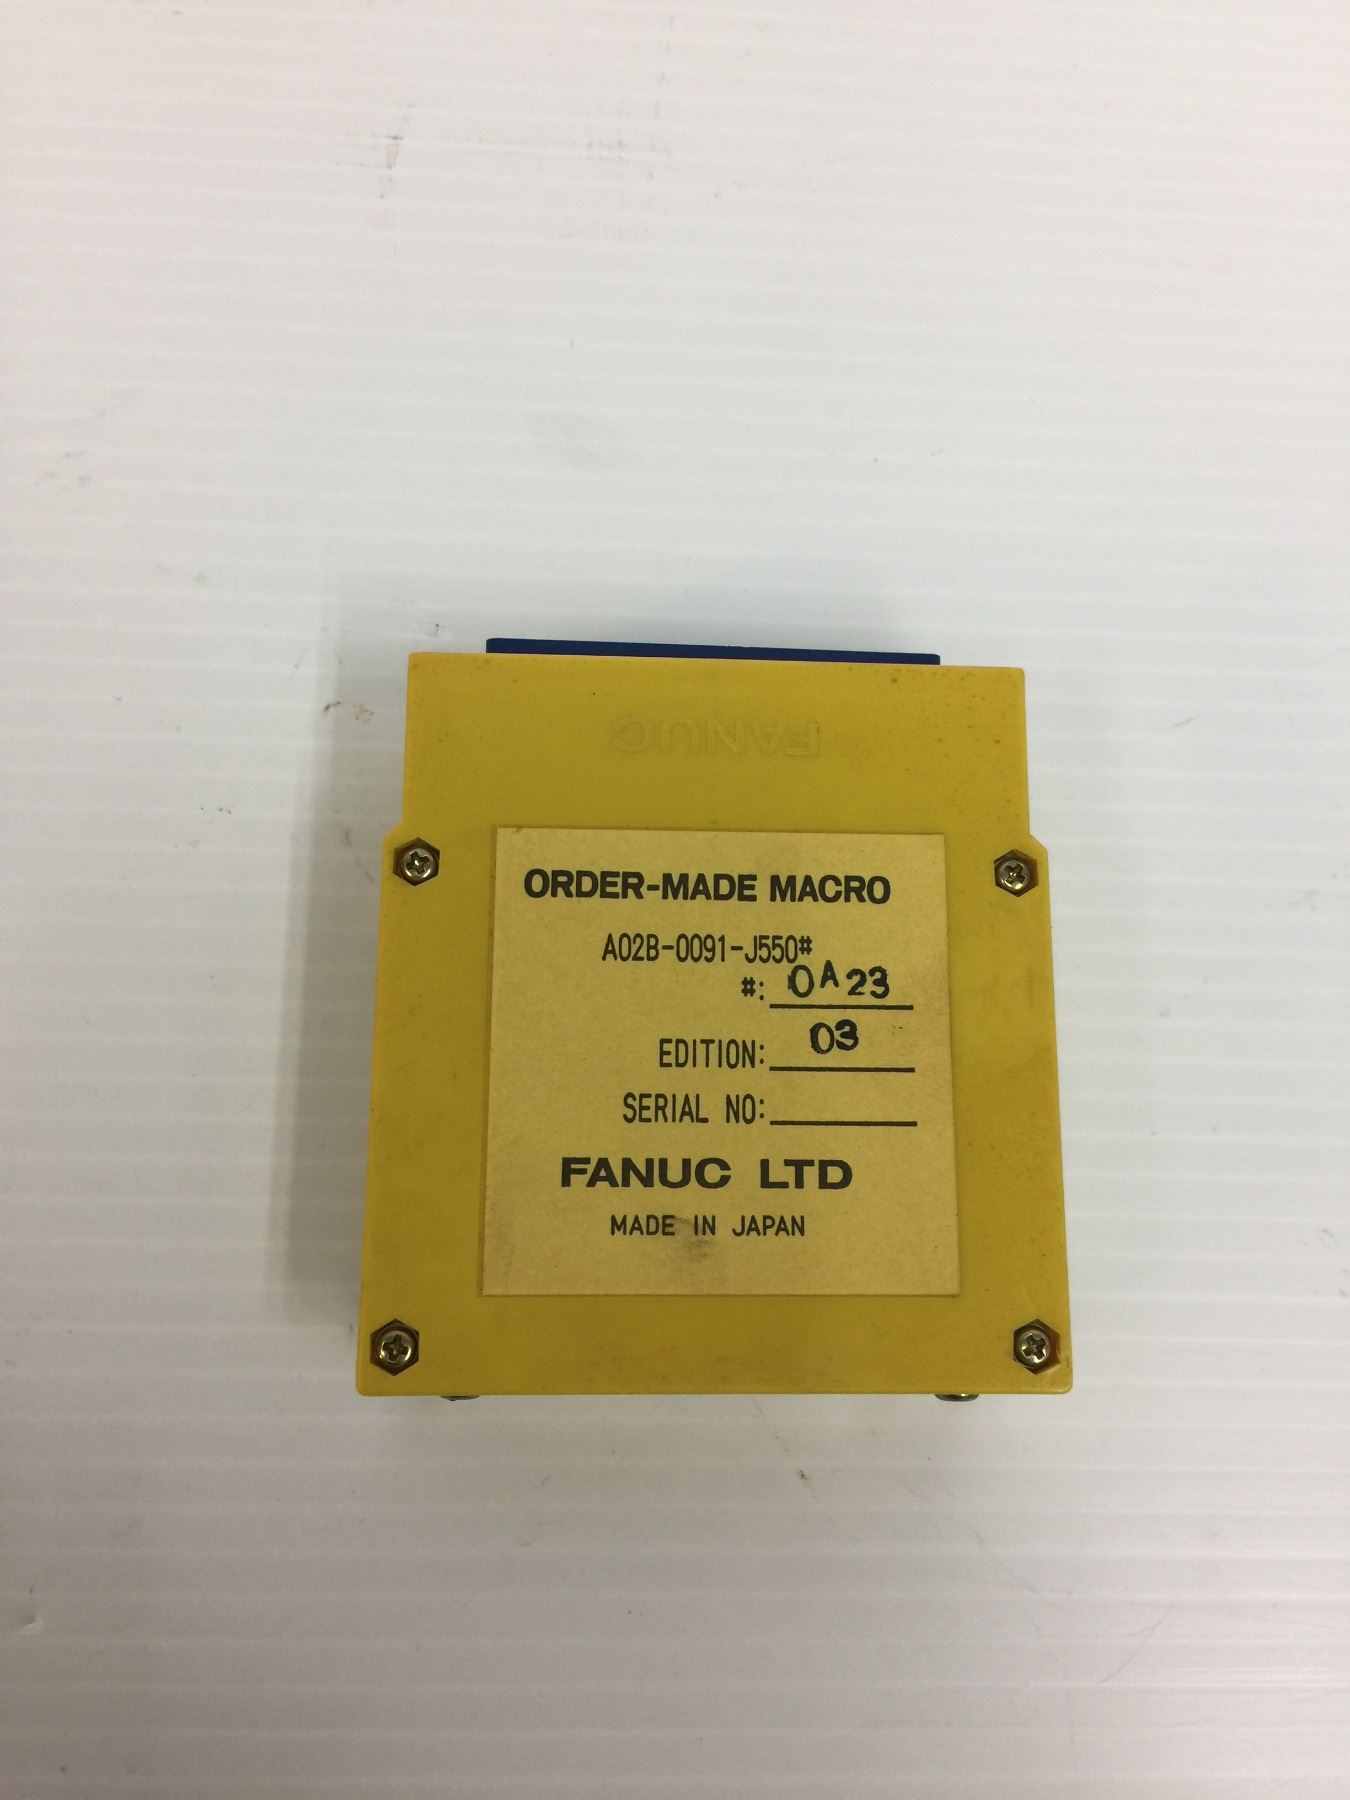 FANUC
ORDER-MADE MACRO
A02B-0091-J550#
#: 0A23
EDITION: 03
SERIAL NO:
FANUC LTD
MADE IN JAPAN